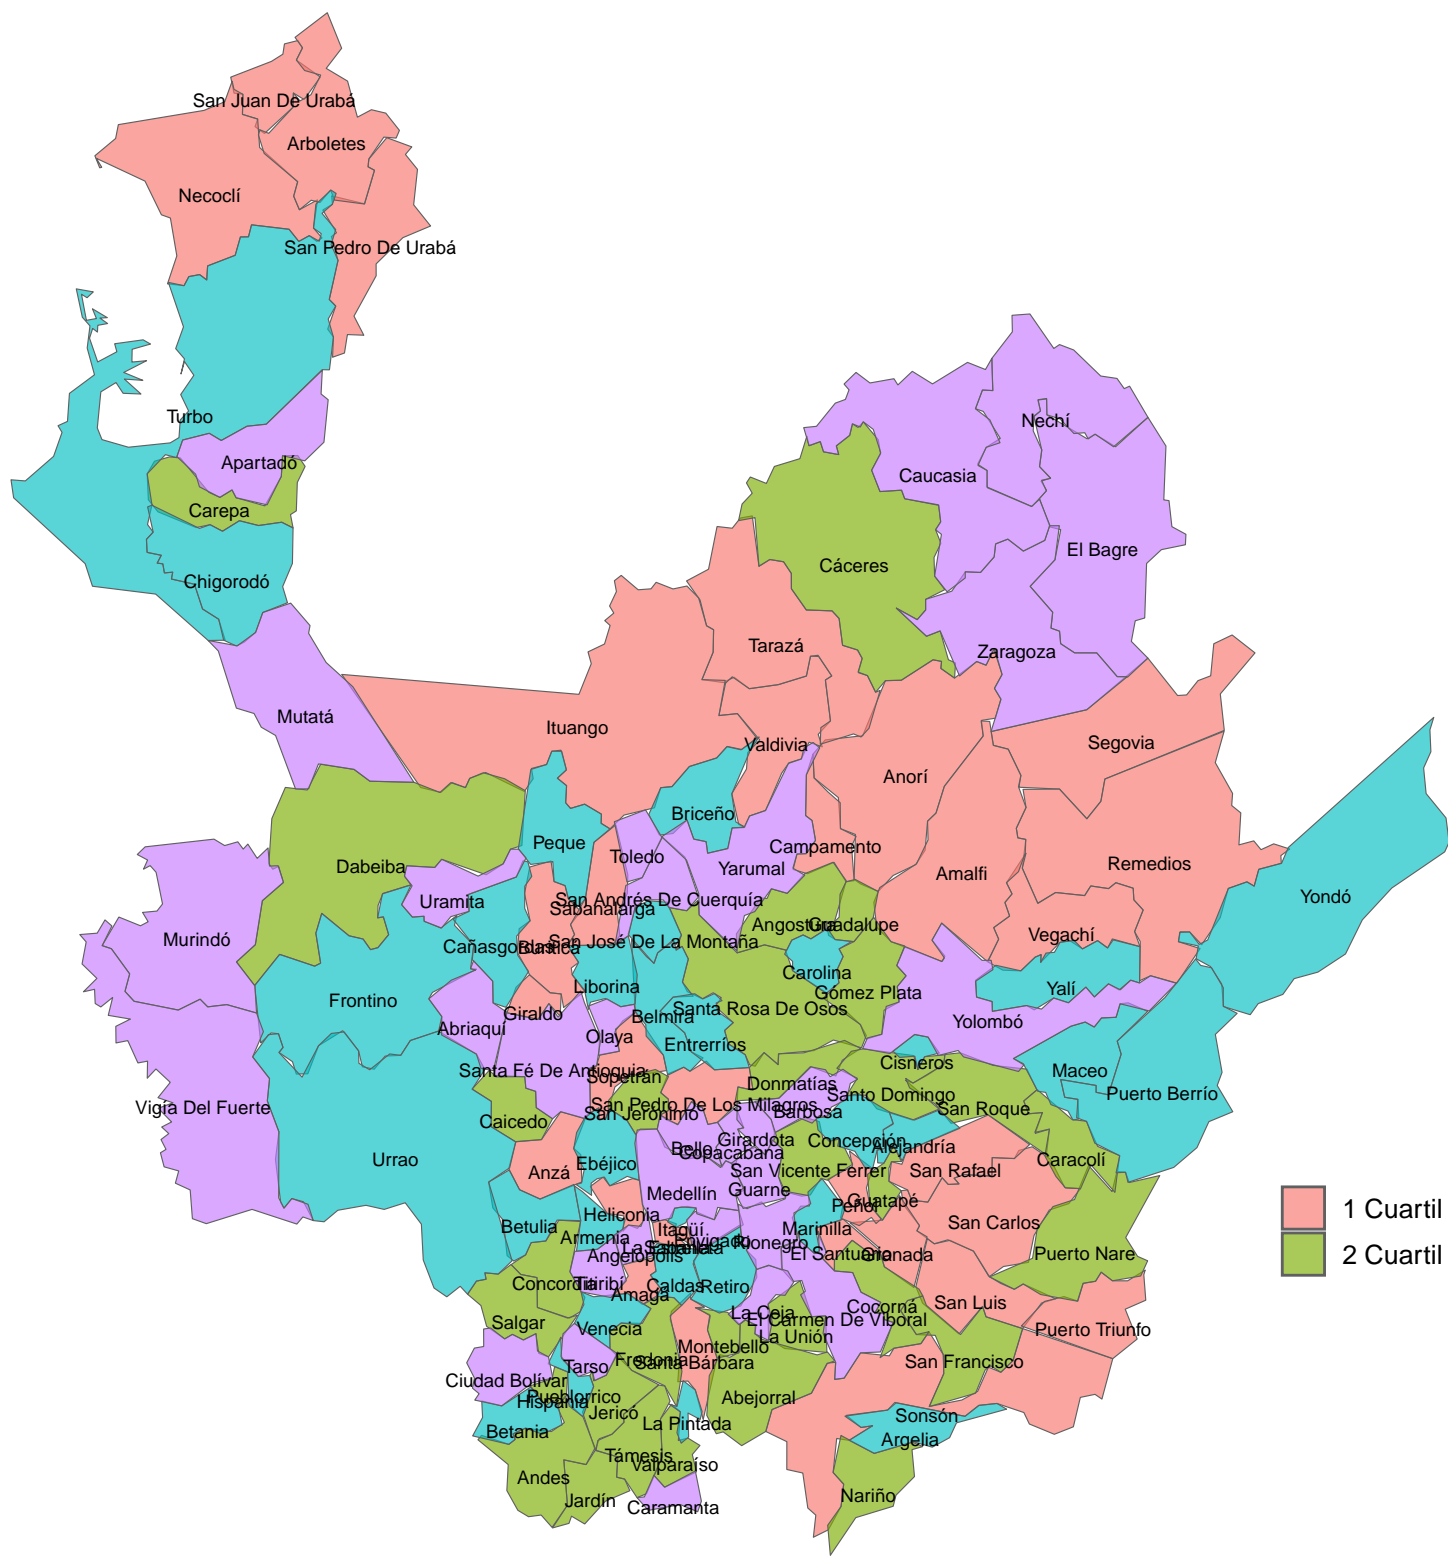 San Juan De Urabá
Arboletes
Necoclí
San Pedro De Urabá
Turbo
Apartadó
Carepa
Chigorodó
Mutatá
Nechí
Caucasia
El Bagre
Cáceres
Tarazá
Zaragoza
Ituango
Valdivia
Segovia
Anorí
Briceño
Peque
Toledo
Campamento
Yarumal
Dabeiba
Amalfi
Remedios
Yondó
Uramita
San Andrés De Cuerquía
Sabanalarga
Angostura
Guadalupe
Vegachí
Murindó
Cañasgordas
Buriticá
San José De La Montaña
Carolina
Liborina
Gómez Plata
Yalí
Frontino
Giraldo
Santa Rosa De Osos
Belmira
Abriaquí
Olaya
Entrerríos
Yolombó
Cisneros
Maceo
Santa Fé De Antioquia
Sopetrán
Donmatías
Santo Domingo
Puerto Berrío
Vigía Del Fuerte
San Pedro De Los Milagros
San Jerónimo
Barbosa
San Roque
Caicedo
Girardota
Concepción
Alejandría
Bello
Copacabana
Urrao
Ebéjico
Anzá
San Vicente Ferrer
San Rafael
Caracolí
Medellín
Guarne
Guatapé
Peñol
Heliconia
Betulia
Armenia
Itagüí
Marinilla
San Carlos
Envigado
Rionegro
La Estrella
Sabaneta
Angelópolis
El Santuario
Granada
Puerto Nare
Concordia
Titiribí
Amagá
Caldas
Retiro
Salgar
La Ceja
Cocorná
San Luis
El Carmen De Viboral
La Unión
Puerto Triunfo
Venecia
Montebello
Tarso
Fredonia
Santa Bárbara
San Francisco
Ciudad Bolívar
Pueblorrico
Hispania
Abejorral
Jericó
La Pintada
Sonsón
Betania
Argelia
Támesis
Valparaíso
Andes
Jardín
Caramanta
Nariño
1 Cuartil
2 Cuartil